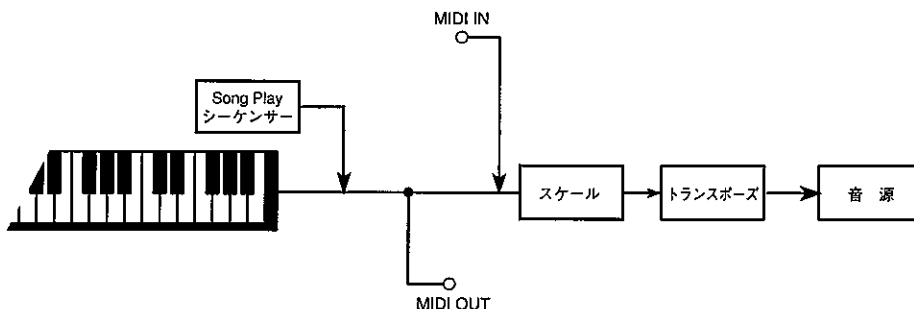 MIDI IN
Song Play
シーケンサー
スケール
トランスポーズ
音 源
MIDI OUT